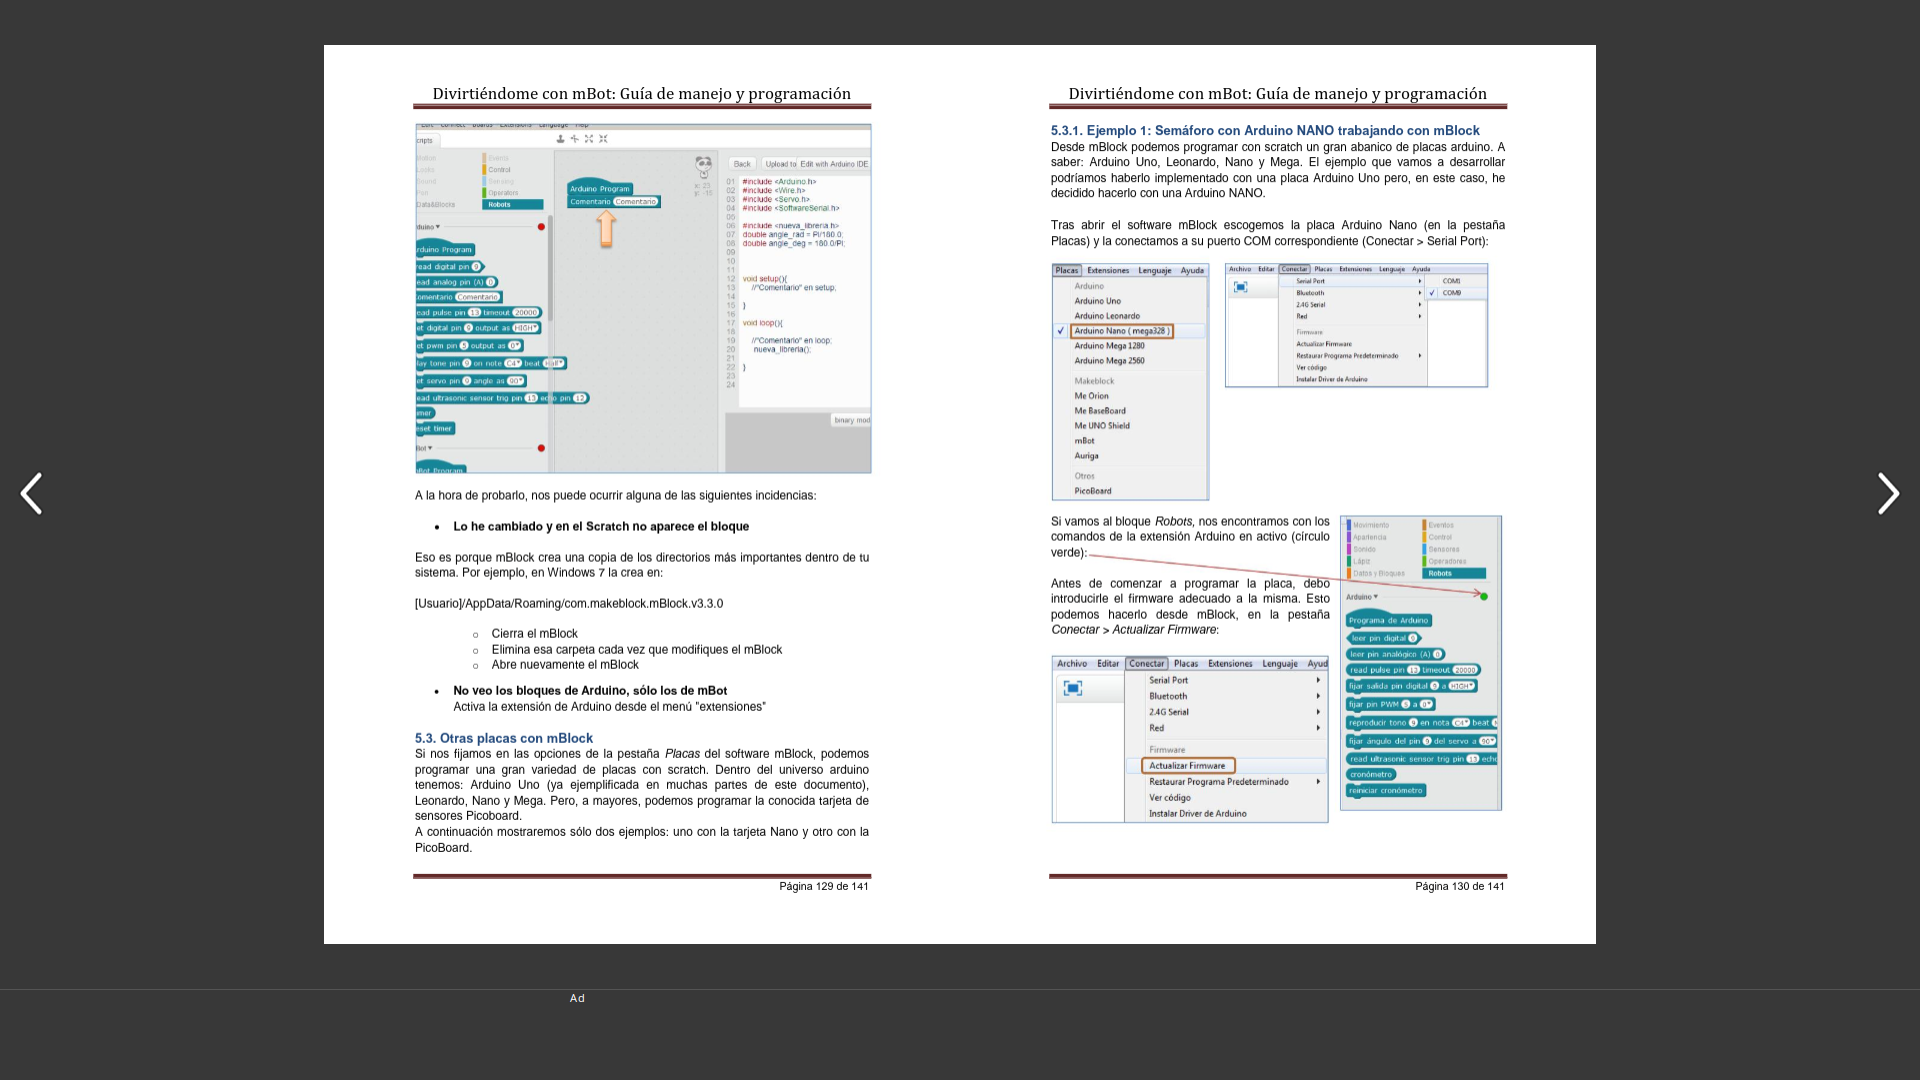 Divirtiéndome con mBot: Guía de manejo y programación
cripts
Events
Control
Sensing
Operators
Data&Blocks
Robots
Arduino Program
Comentario Comentario
Back
Upload to
Edit with Arduino IDE
01 #include <Arduino.h>
02 #include <Wire.h>
03 #include <Servo.h>
04 #include <SoftwareSerial.h>
05
06 #include <nueva_libreria.h>
07 double angle_rad = PI/180.0;
08 double angle_deg = 180.0/PI;
09
10
11
12 void setup(){
13 //"Comentario" en setup;
14
15 }
16
17 void loop(){
18
19 //"Comentario" en loop;
20 nueva_libreria();
21
22 }
23
24
binary mod
duino
rduino Program
read digital pin 9
ead analog pin (A) 0
omentario Comentario
ead pulse pin 13 timeout 20000
et digital pin 9 output as HIGH
et pwm pin 5 output as 0
lay tone pin 9 on note C4 beat Half
et servo pin 9 angle as 90
ead ultrasonic sensor trig pin 13 echo pin 12
imer
eset timer
Bot
mBot Program
A la hora de probarlo, nos puede ocurrir alguna de las siguientes incidencias:
• Lo he cambiado y en el Scratch no aparece el bloque
Eso es porque mBlock crea una copia de los directorios más importantes dentro de tu
sistema. Por ejemplo, en Windows 7 la crea en:
[Usuario]/AppData/Roaming/com.makeblock.mBlock.v3.3.0
o Cierra el mBlock
o Elimina esa carpeta cada vez que modifiques el mBlock
o Abre nuevamente el mBlock
• No veo los bloques de Arduino, sólo los de mBot
Activa la extensión de Arduino desde el menú "extensiones"
5.3. Otras placas con mBlock
Si nos fijamos en las opciones de la pestaña Placas del software mBlock, podemos
programar una gran variedad de placas con scratch. Dentro del universo arduino
tenemos: Arduino Uno (ya ejemplificada en muchas partes de este documento),
Leonardo, Nano y Mega. Pero, a mayores, podemos programar la conocida tarjeta de
sensores Picoboard.
A continuación mostraremos sólo dos ejemplos: uno con la tarjeta Nano y otro con la
PicoBoard.
Página 129 de 141
Divirtiéndome con mBot: Guía de manejo y programación
5.3.1. Ejemplo 1: Semáforo con Arduino NANO trabajando con mBlock
Desde mBlock podemos programar con scratch un gran abanico de placas arduino. A
saber: Arduino Uno, Leonardo, Nano y Mega. El ejemplo que vamos a desarrollar
podríamos haberlo implementado con una placa Arduino Uno pero, en este caso, he
decidido hacerlo con una Arduino NANO.
Tras abrir el software mBlock escogemos la placa Arduino Nano (en la pestaña
Placas) y la conectamos a su puerto COM correspondiente (Conectar > Serial Port):
Placas Extensiones Lenguaje Ayuda
Arduino
Arduino Uno
Arduino Leonardo
✓ Arduino Nano ( mega328 )
Arduino Mega 1280
Arduino Mega 2560
Makeblock
Me Orion
Me BaseBoard
Me UNO Shield
mBot
Auriga
Otros
PicoBoard
Archivo Editar Conectar Placas Extensiones Lenguaje Ayuda
Serial Port
COM1
Bluetooth
✓ COM9
2.4G Serial
Red
Firmware
Actualizar Firmware
Restaurar Programa Predeterminado
Ver código
Instalar Driver de Arduino
Si vamos al bloque Robots, nos encontramos con los
comandos de la extensión Arduino en activo (círculo
verde):
Antes de comenzar a programar la placa, debo
introducirle el firmware adecuado a la misma. Esto
podemos hacerlo desde mBlock, en la pestaña
Conectar > Actualizar Firmware:
Archivo Editar Conectar Placas Extensiones Lenguaje Ayud
Serial Port
Bluetooth
2.4G Serial
Red
Firmware
Actualizar Firmware
Restaurar Programa Predeterminado
Ver código
Instalar Driver de Arduino
Movimiento Eventos
Apariencia Control
Sonido Sensores
Lápiz Operadores
Datos y Bloques Robots
Arduino
Programa de Arduino
leer pin digital 9
leer pin analógico (A) 0
read pulse pin 13 timeout 20000
fijar salida pin digital 9 a HIGH
fijar pin PWM 5 a 0
reproducir tono 9 en nota C4 beat
fijar ángulo del pin 9 del servo a 90
read ultrasonic sensor trig pin 13 echo
cronómetro
reiniciar cronómetro
Página 130 de 141
Ad